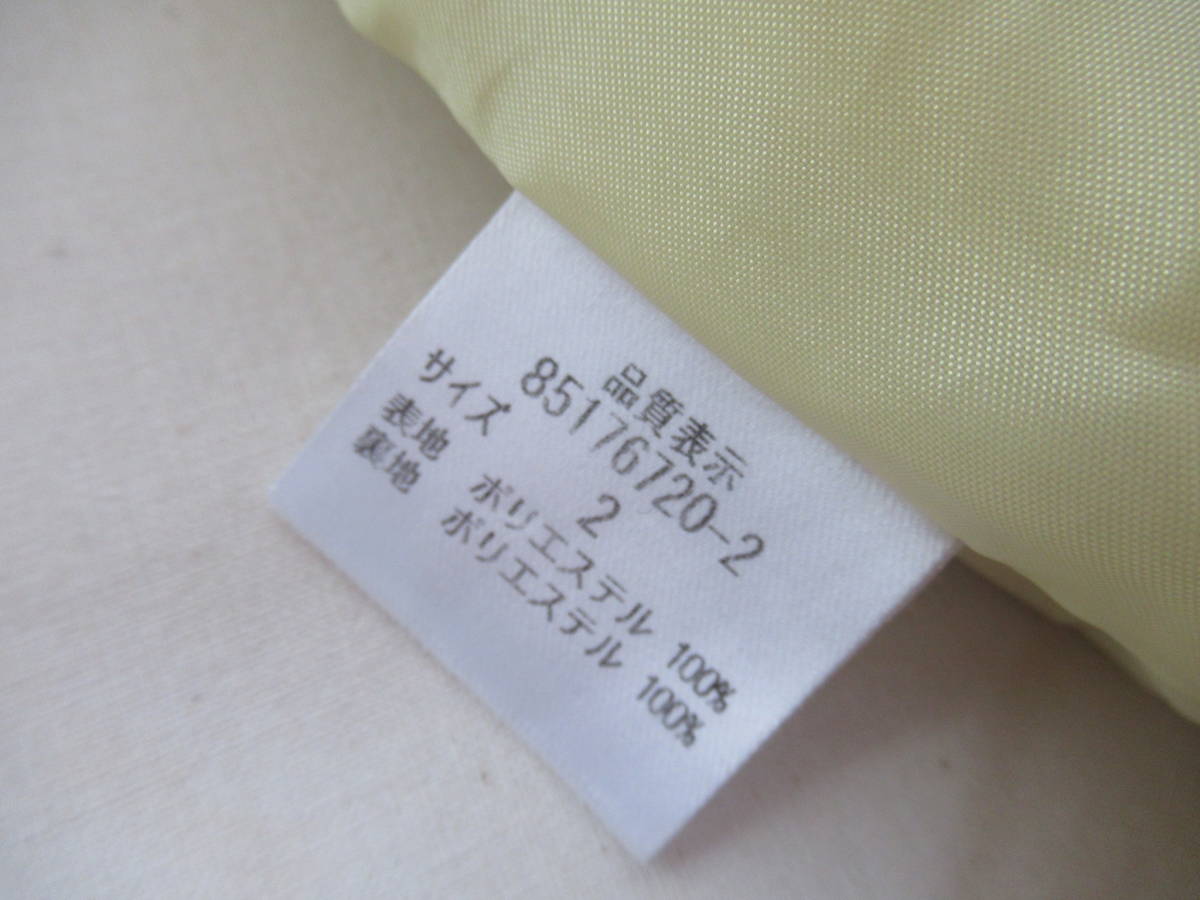 品質表示
85176720-2
サイズ 2
表地 ポリエステル 100%
裏地 ポリエステル 100%